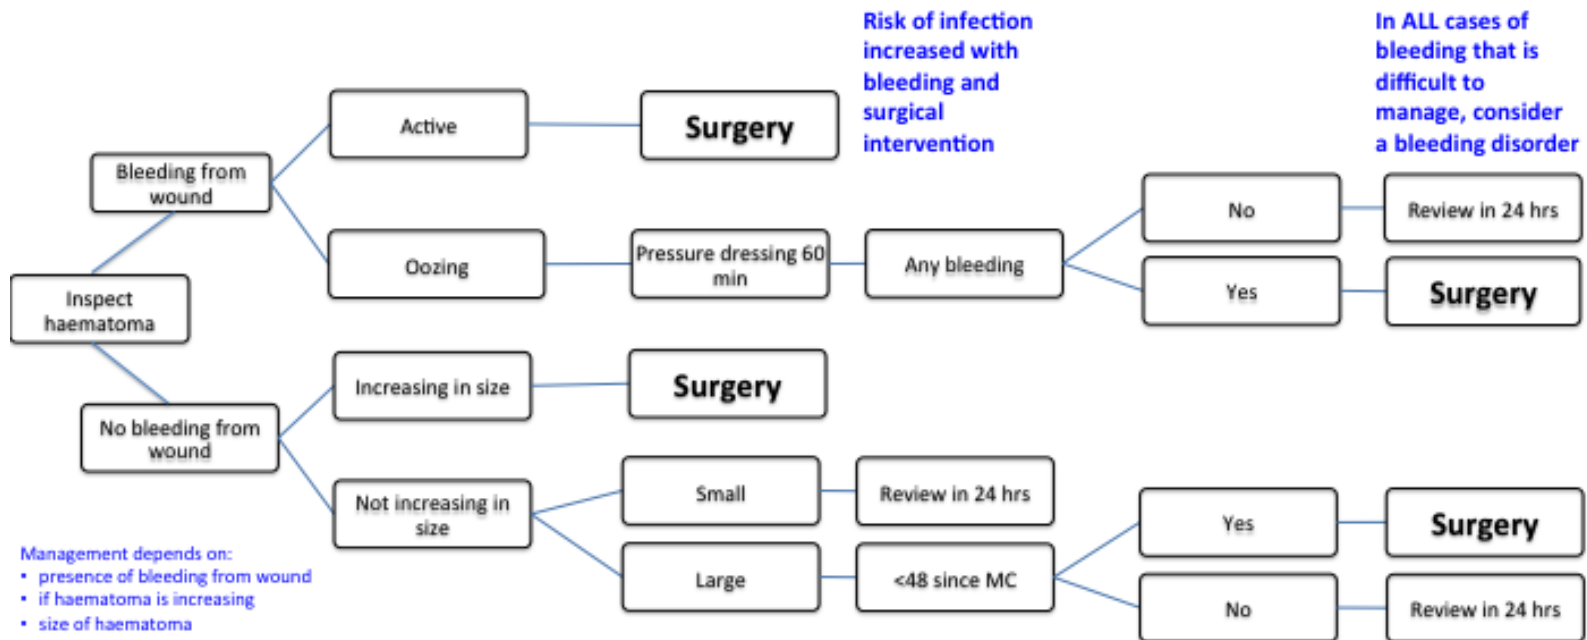 Risk of infection
increased with
bleeding and
surgical
intervention
In ALL cases of
bleeding that is
difficult to
manage, consider
a bleeding disorder
Active
Surgery
Bleeding from
wound
Oozing
Pressure dressing 60
min
Any bleeding
No
Review in 24 hrs
Yes
Surgery
Inspect
haematoma
Increasing in size
Surgery
No bleeding from
wound
Not increasing in
size
Small
Review in 24 hrs
Large
<48 since MC
Yes
Surgery
No
Review in 24 hrs
Management depends on:
• presence of bleeding from wound
• if haematoma is increasing
• size of haematoma